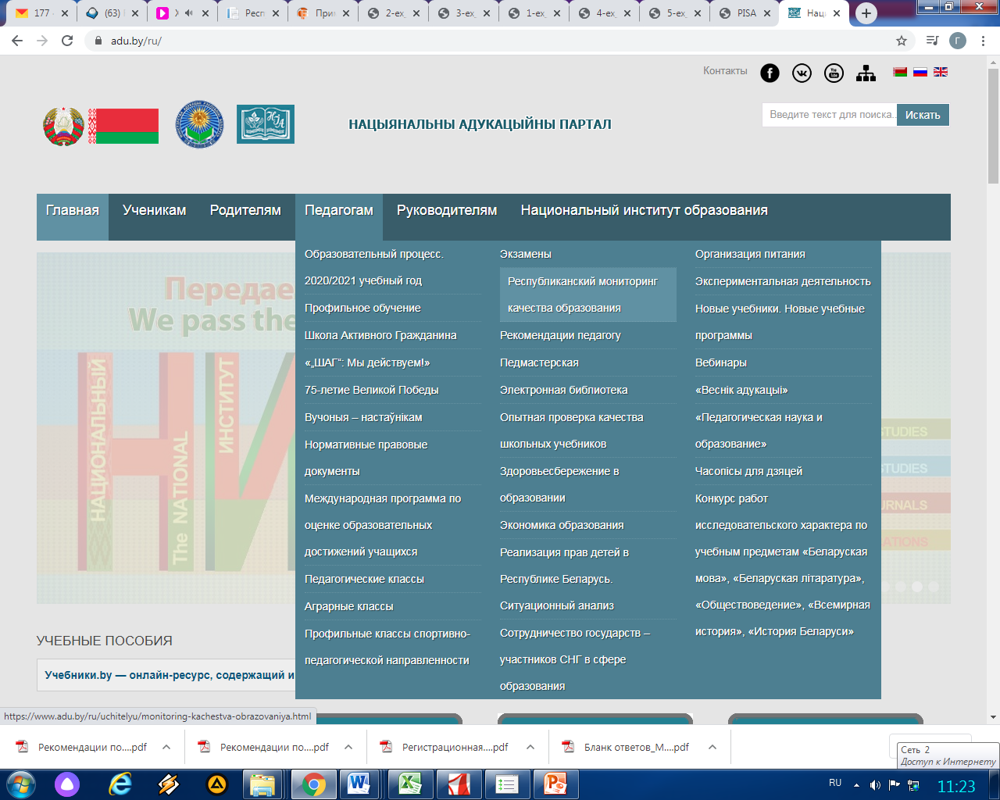 177
(63)
Респ
При
2-ex
3-ex
1-ex
4-ex
5-ex
PISA
Нац
adu.by/ru/
Г
Контакты
НАЦЫЯНАЛЬНЫ АДУКАЦЫЙНЫ ПАРТАЛ
Введите текст для поиска..
Искать
Главная
Ученикам
Родителям
Педагогам
Руководителям
Национальный институт образования
Образовательный процесс.
2020/2021 учебный год
Профильное обучение
Школа Активного Гражданина
«„ШАГ“: Мы действуем!»
75-летие Великой Победы
Вучоныя – настаўнікам
Нормативные правовые
документы
Международная программа по
оценке образовательных
достижений учащихся
Педагогические классы
Аграрные классы
Профильные классы спортивно-
педагогической направленности
Экзамены
Республиканский мониторинг
качества образования
Рекомендации педагогу
Педмастерская
Электронная библиотека
Опытная проверка качества
школьных учебников
Здоровьесбережение в
образовании
Экономика образования
Реализация прав детей в
Республике Беларусь.
Ситуационный анализ
Сотрудничество государств –
участников СНГ в сфере
образования
Организация питания
Экспериментальная деятельность
Новые учебники. Новые учебные
программы
Вебинары
«Веснік адукацыі»
«Педагогическая наука и
образование»
Часопісы для дзяцей
Конкурс работ
исследовательского характера по
учебным предметам «Беларуская
мова», «Беларуская літаратура»,
«Обществоведение», «Всемирная
история», «История Беларуси»
Передае
We pass the
НАЦИОНАЛЬНЫЙ
The NATIONAL
ИНСТИТУТ
STUDIES
STUDIES
URNALS
ATIONS
УЧЕБНЫЕ ПОСОБИЯ
Учебники.by — онлайн-ресурс, содержащий и
https://www.adu.by/ru/uchitelyu/monitoring-kachestva-obrazovaniya.html
Рекомендации по....pdf
Рекомендации по....pdf
Регистрационная....pdf
Бланк ответов_М....pdf
Сеть 2
Доступ к Интернету
RU
11:23